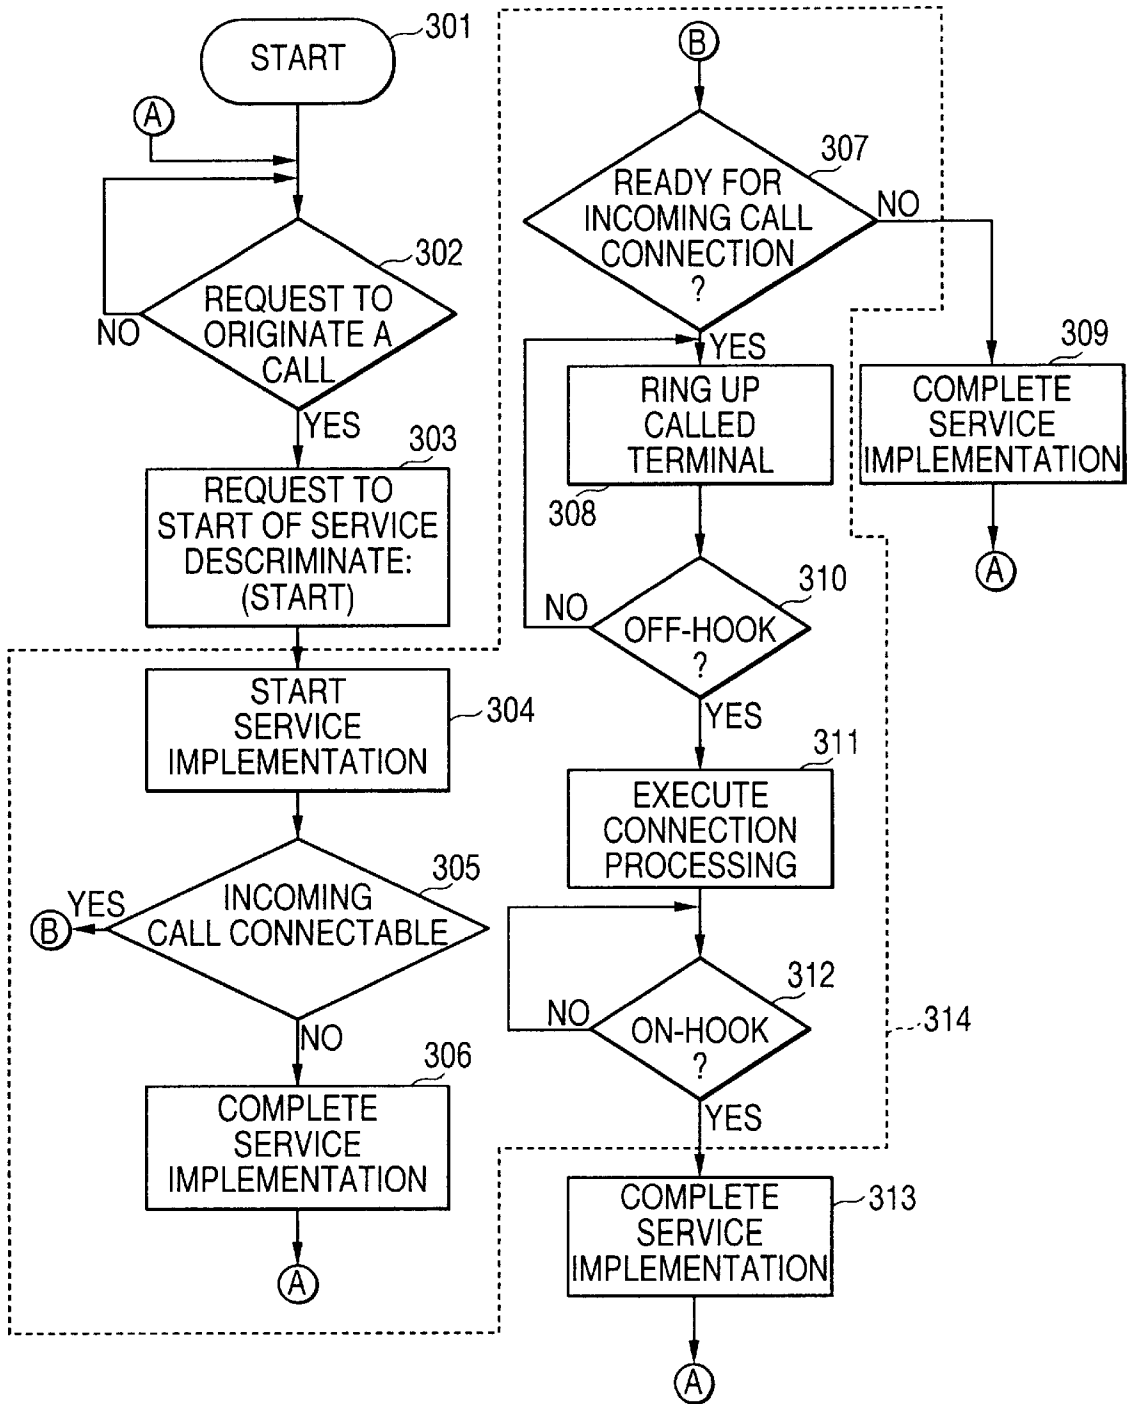 START
301
A
REQUEST TO
ORIGINATE A
CALL
302
NO
YES
303
REQUEST TO
START OF SERVICE
DESCRIMINATE:
(START)
START
SERVICE
IMPLEMENTATION
304
INCOMING
CALL CONNECTABLE
305
YES
B
NO
306
COMPLETE
SERVICE
IMPLEMENTATION
A
B
READY FOR
INCOMING CALL
CONNECTION
?
307
NO
YES
RING UP
CALLED
TERMINAL
308
309
COMPLETE
SERVICE
IMPLEMENTATION
A
OFF-HOOK
?
310
NO
YES
311
EXECUTE
CONNECTION
PROCESSING
ON-HOOK
?
312
NO
YES
314
COMPLETE
SERVICE
IMPLEMENTATION
313
A